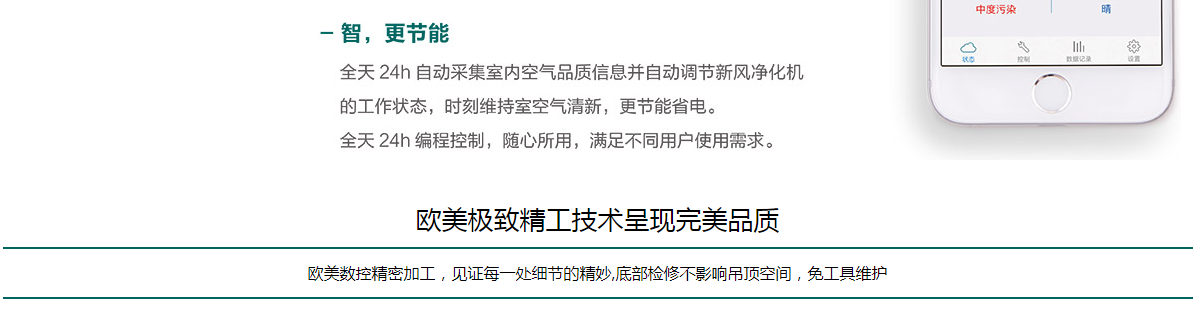 中度污染 晴
状态 控制 数据记录 设置
– 智，更节能
全天 24h 自动采集室内空气品质信息并自动调节新风净化机
的工作状态，时刻维持室空气清新，更节能省电。
全天 24h 编程控制，随心所用，满足不同用户使用需求。
欧美极致精工技术呈现完美品质
欧美数控精密加工，见证每一处细节的精妙,底部检修不影响吊顶空间，免工具维护